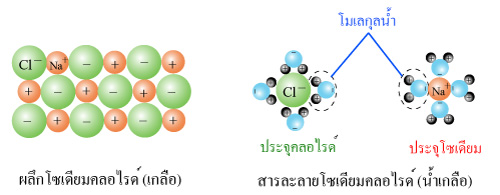 โมเลกุลน้ำ
Cl⁻ Na⁺ − + − +
+ − + − + −
− + − + − +
Cl⁻ Na⁺
ประจุคลอไรด์ ประจุโซเดียม
ผลึกโซเดียมคลอไรด์ (เกลือ) สารละลายโซเดียมคลอไรด์ (น้ำเกลือ)